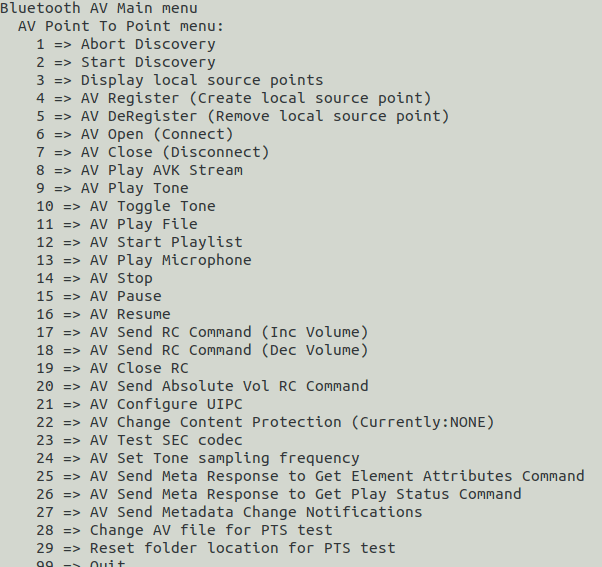 Bluetooth AV Main menu
AV Point To Point menu:
1 => Abort Discovery
2 => Start Discovery
3 => Display local source points
4 => AV Register (Create local source point)
5 => AV DeRegister (Remove local source point)
6 => AV Open (Connect)
7 => AV Close (Disconnect)
8 => AV Play AVK Stream
9 => AV Play Tone
10 => AV Toggle Tone
11 => AV Play File
12 => AV Start Playlist
13 => AV Play Microphone
14 => AV Stop
15 => AV Pause
16 => AV Resume
17 => AV Send RC Command (Inc Volume)
18 => AV Send RC Command (Dec Volume)
19 => AV Close RC
20 => AV Send Absolute Vol RC Command
21 => AV Configure UIPC
22 => AV Change Content Protection (Currently:NONE)
23 => AV Test SEC codec
24 => AV Set Tone sampling frequency
25 => AV Send Meta Response to Get Element Attributes Command
26 => AV Send Meta Response to Get Play Status Command
27 => AV Send Metadata Change Notifications
28 => Change AV file for PTS test
29 => Reset folder location for PTS test
99 => Quit